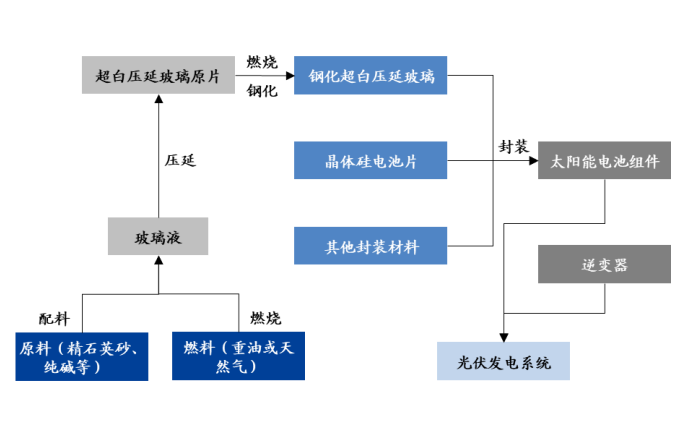 燃烧
超白压延玻璃原片
钢化超白压延玻璃
钢化
压延
晶体硅电池片
封装
太阳能电池组件
玻璃液
其他封装材料
逆变器
配料
燃烧
原料（精石英砂、
纯碱等）
燃料（重油或天
然气）
光伏发电系统